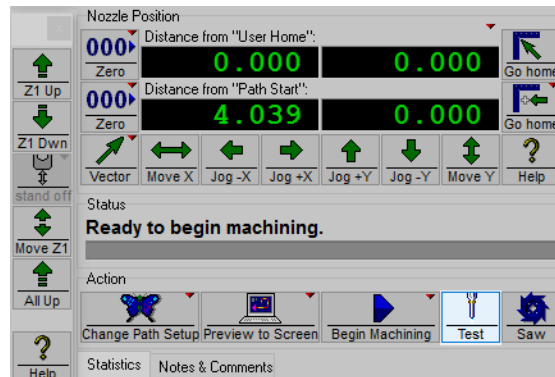 Nozzle Position
Distance from "User Home":
000
Zero
0.000
0.000
Go home
Distance from "Path Start":
000
Zero
4.039
0.000
Go home
Z1 Up
Z1 Dwn
stand off
Move Z1
All Up
Help
Vector
Move X
Jog -X
Jog +X
Jog +Y
Jog -Y
Move Y
Help
Status
Ready to begin machining.
Action
Change Path Setup
Preview to Screen
Begin Machining
Test
Saw
Statistics
Notes & Comments